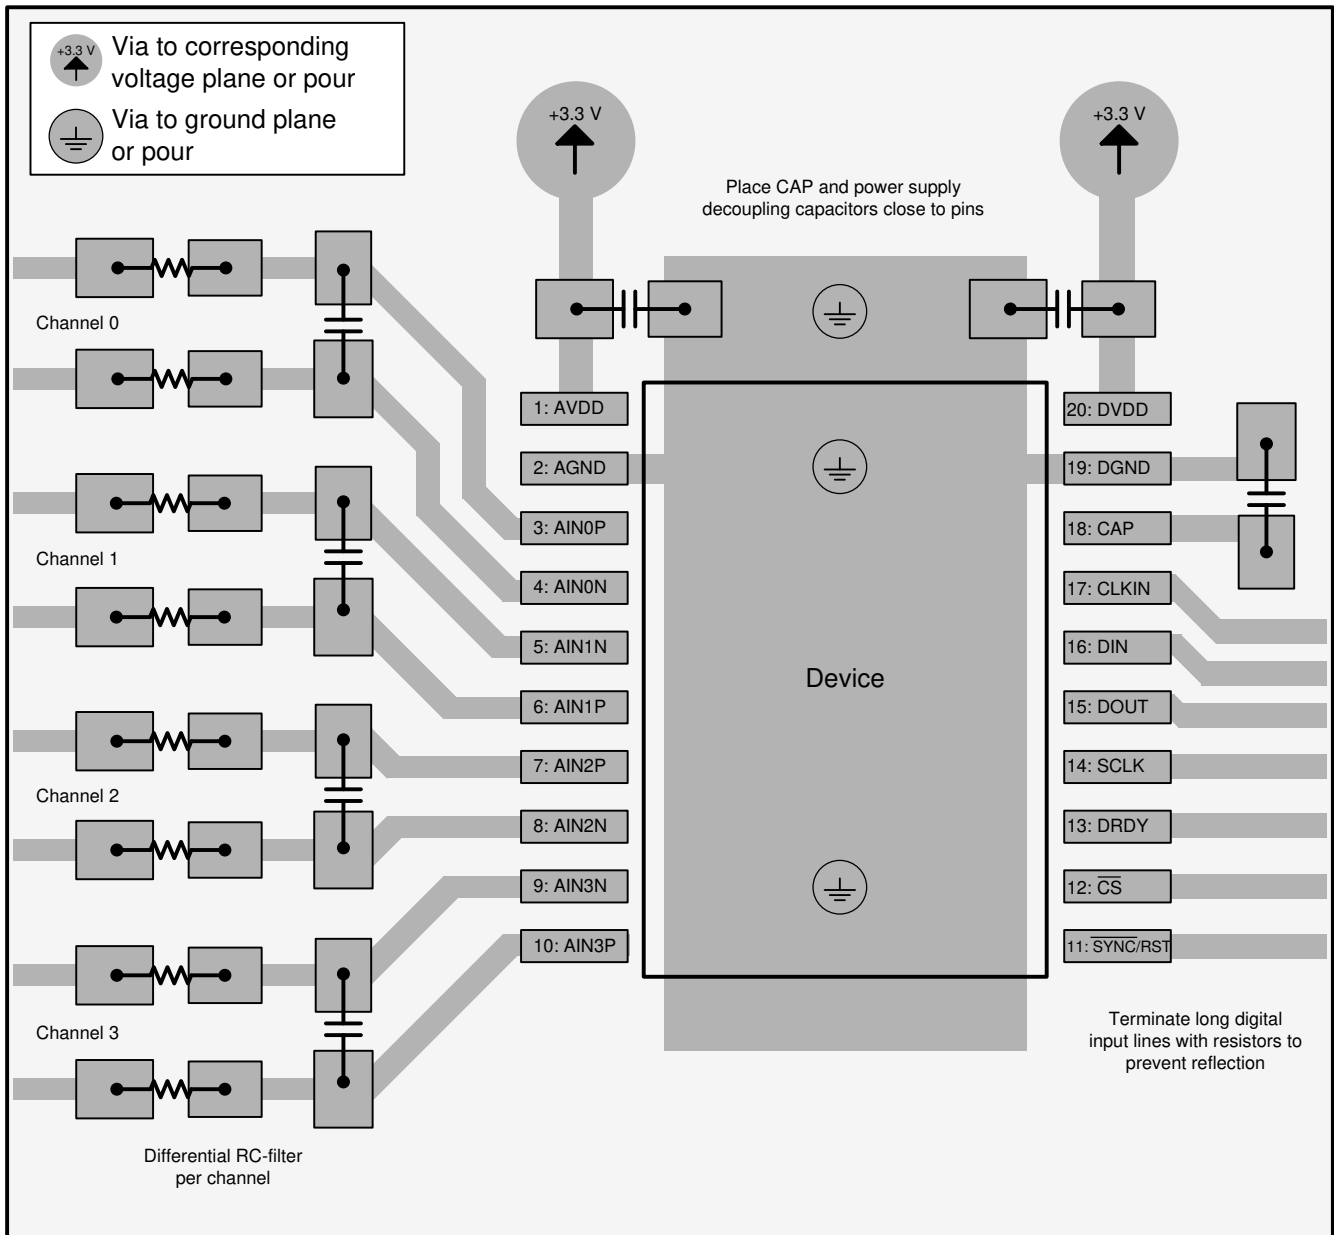 +3.3 V
Via to corresponding
voltage plane or pour
Via to ground plane
or pour
+3.3 V
+3.3 V
Place CAP and power supply
decoupling capacitors close to pins
Channel 0
Channel 1
Channel 2
Channel 3
1: AVDD
2: AGND
3: AIN0P
4: AIN0N
5: AIN1N
6: AIN1P
7: AIN2P
8: AIN2N
9: AIN3N
10: AIN3P
Device
20: DVDD
19: DGND
18: CAP
17: CLKIN
16: DIN
15: DOUT
14: SCLK
13: DRDY
12: C̅S̅
11: S̅Y̅N̅C̅/RST
Terminate long digital
input lines with resistors to
prevent reflection
Differential RC-filter
per channel